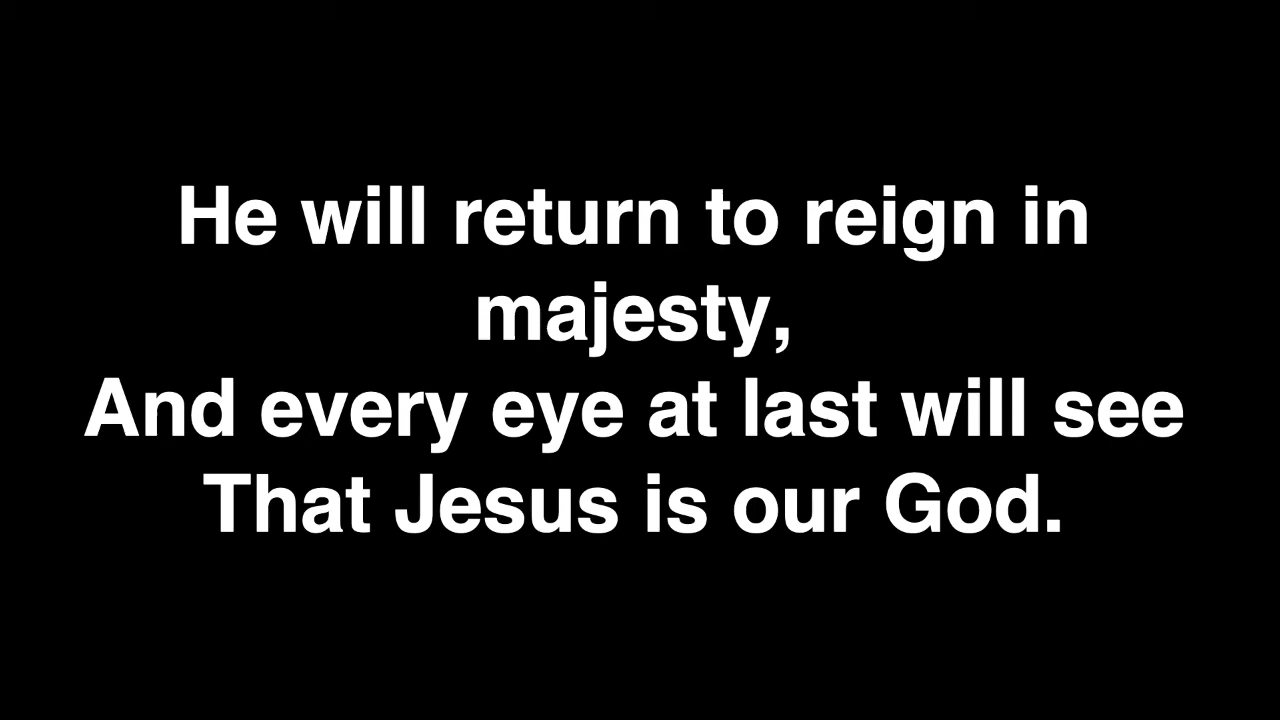 He will return to reign in
majesty,
And every eye at last will see
That Jesus is our God.